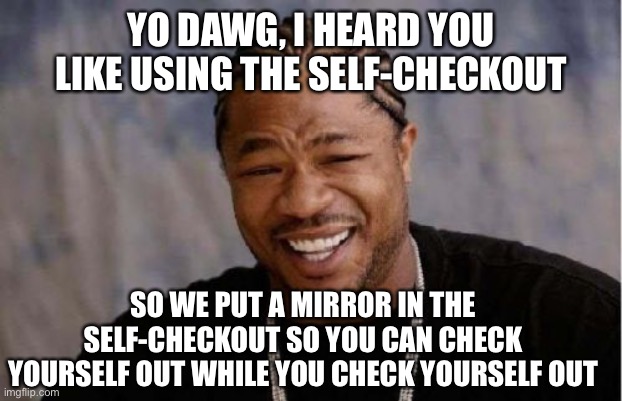 YO DAWG, I HEARD YOU
LIKE USING THE SELF-CHECKOUT
SO WE PUT A MIRROR IN THE
SELF-CHECKOUT SO YOU CAN CHECK
YOURSELF OUT WHILE YOU CHECK YOURSELF OUT
imgflip.com